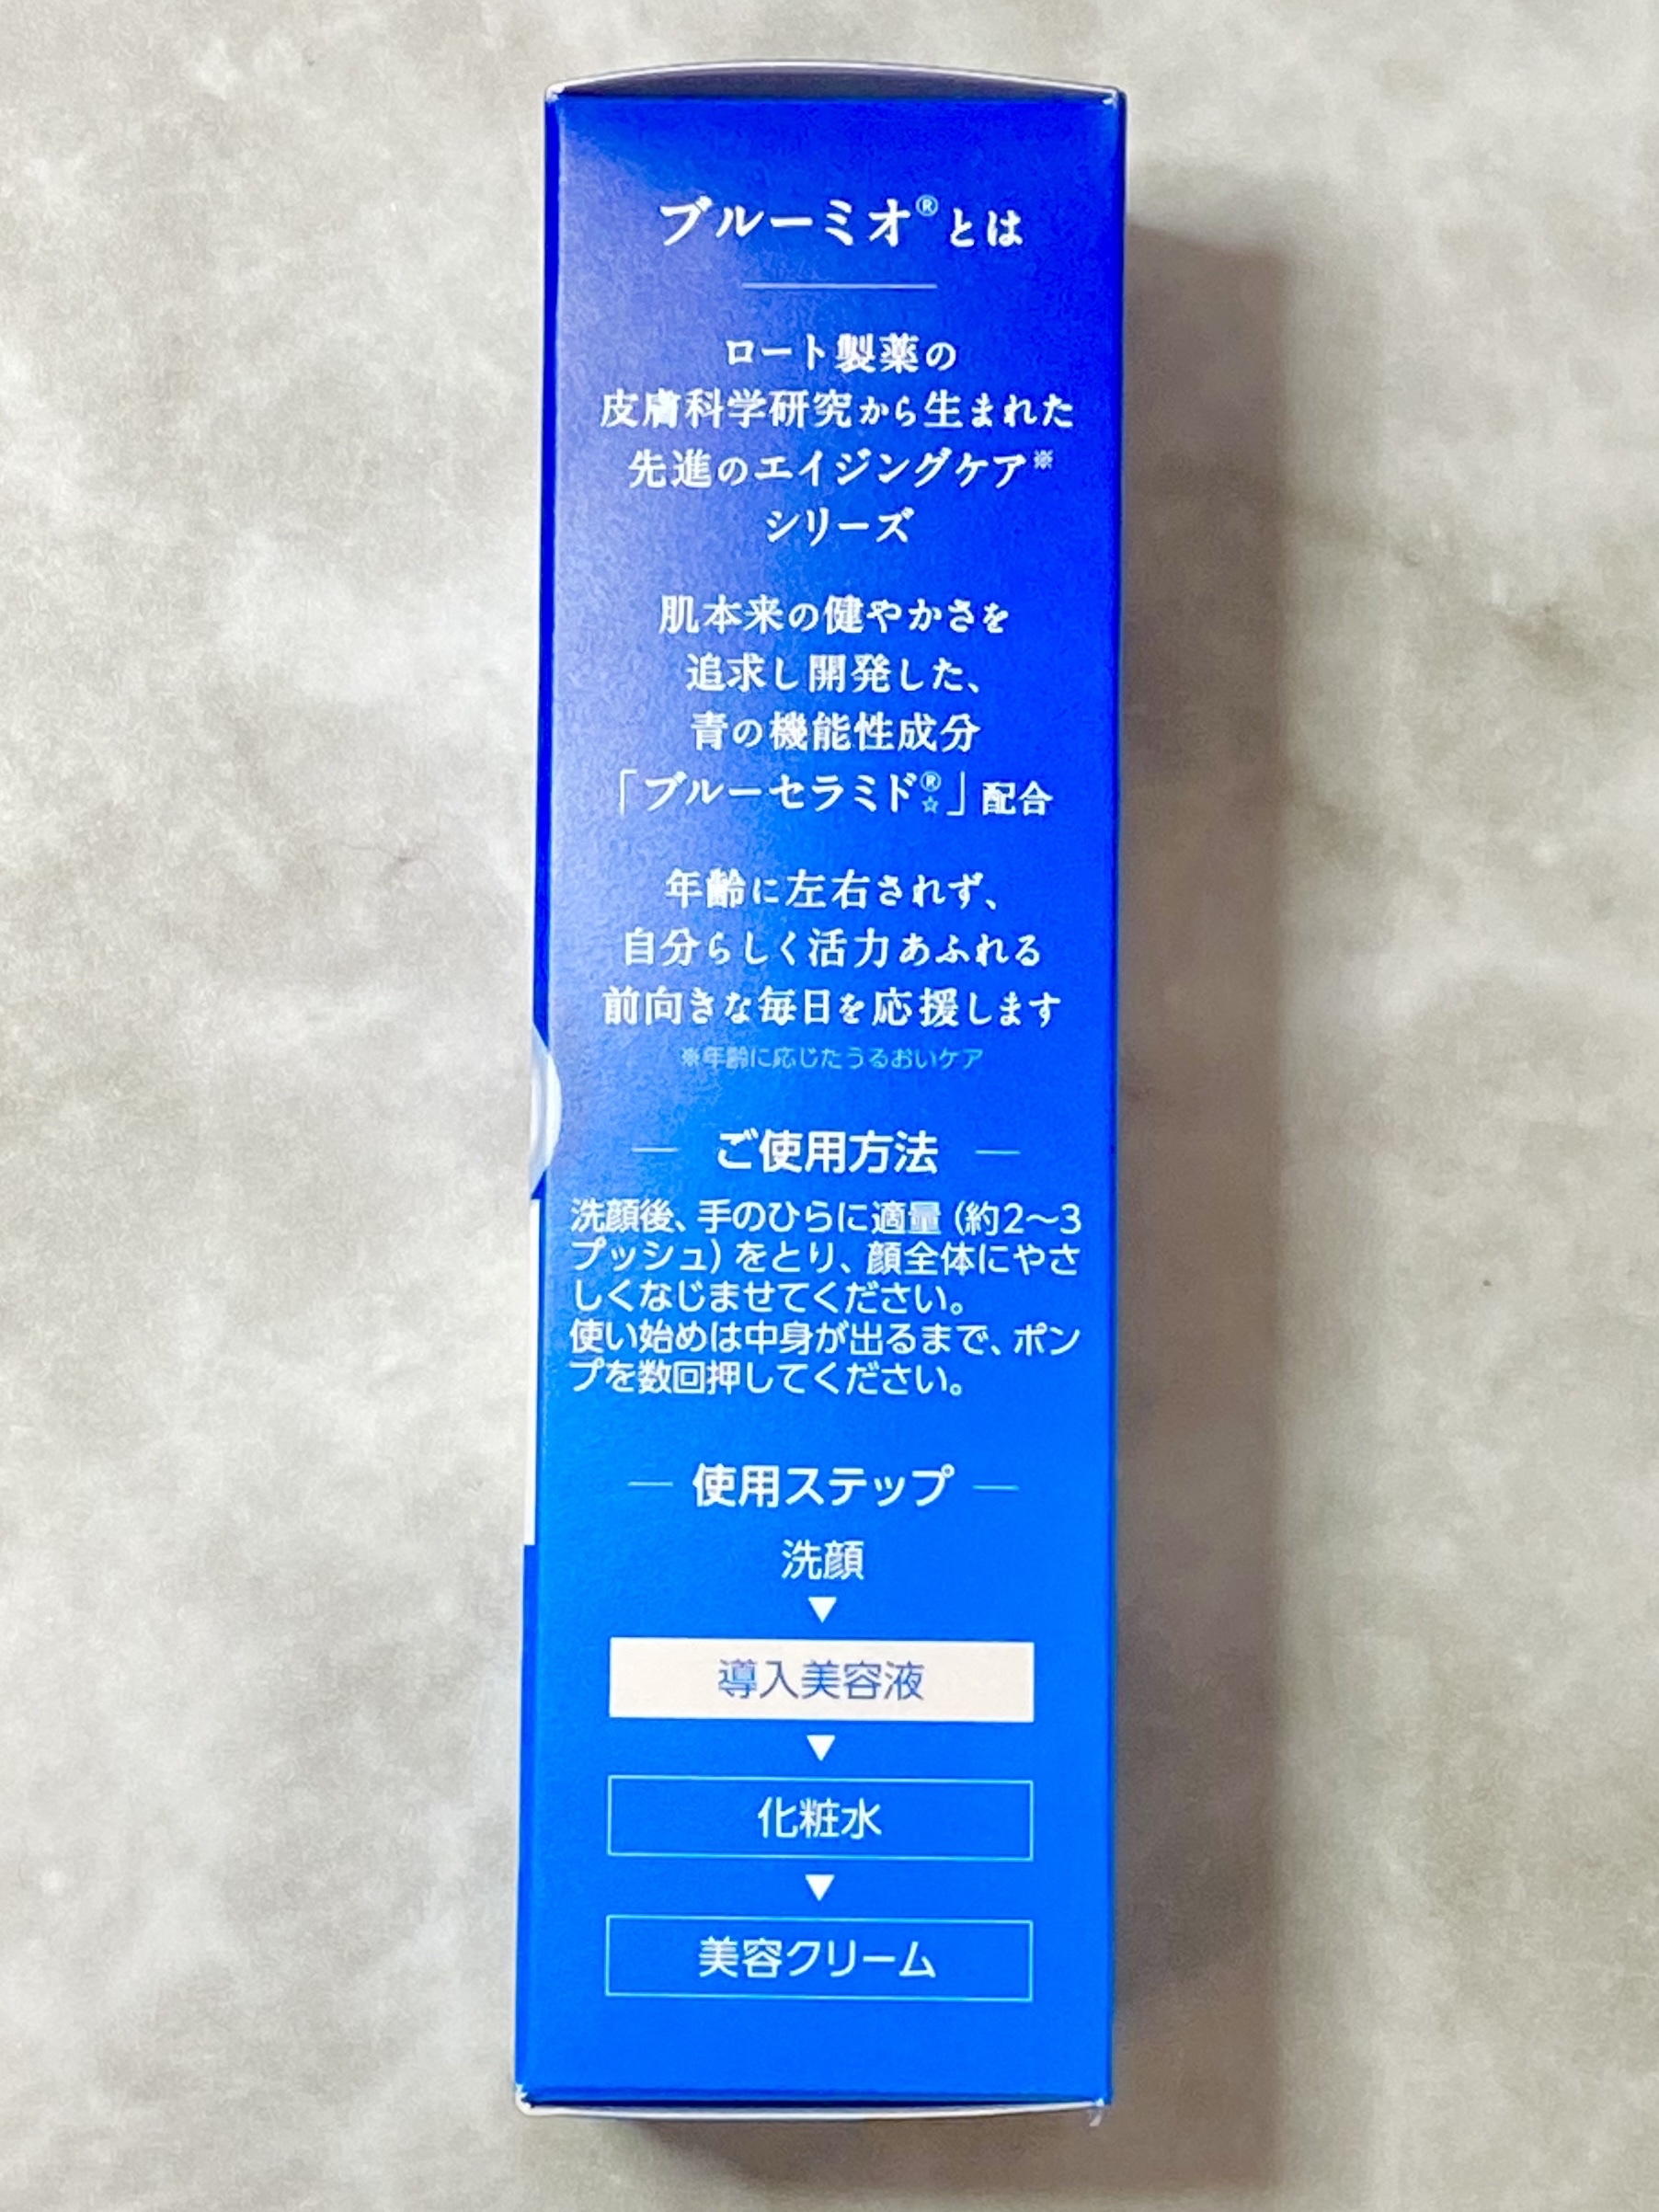 ブルーミオ®とは
ロート製薬の
皮膚科学研究から生まれた
先進のエイジングケア※
シリーズ
肌本来の健やかさを
追求し開発した、
青の機能性成分
「ブルーセラミド®☆」配合
年齢に左右されず、
自分らしく活力あふれる
前向きな毎日を応援します
※年齢に応じたうるおいケア
ご使用方法
洗顔後、手のひらに適量（約2～3
プッシュ）をとり、顔全体にやさ
しくなじませてください。
使い始めは中身が出るまで、ポン
プを数回押してください。
使用ステップ
洗顔
▼
導入美容液
▼
化粧水
▼
美容クリーム